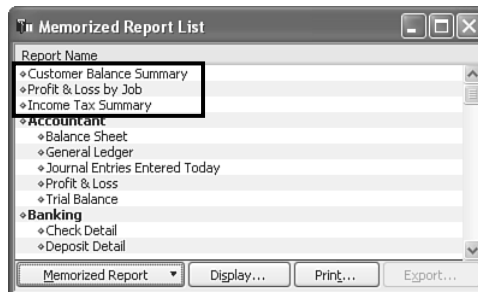 Memorized Report List
Report Name
Customer Balance Summary
Profit & Loss by Job
Income Tax Summary
Accountant
Balance Sheet
General Ledger
Journal Entries Entered Today
Profit & Loss
Trial Balance
Banking
Check Detail
Deposit Detail
Memorized Report Display... Print... Export...